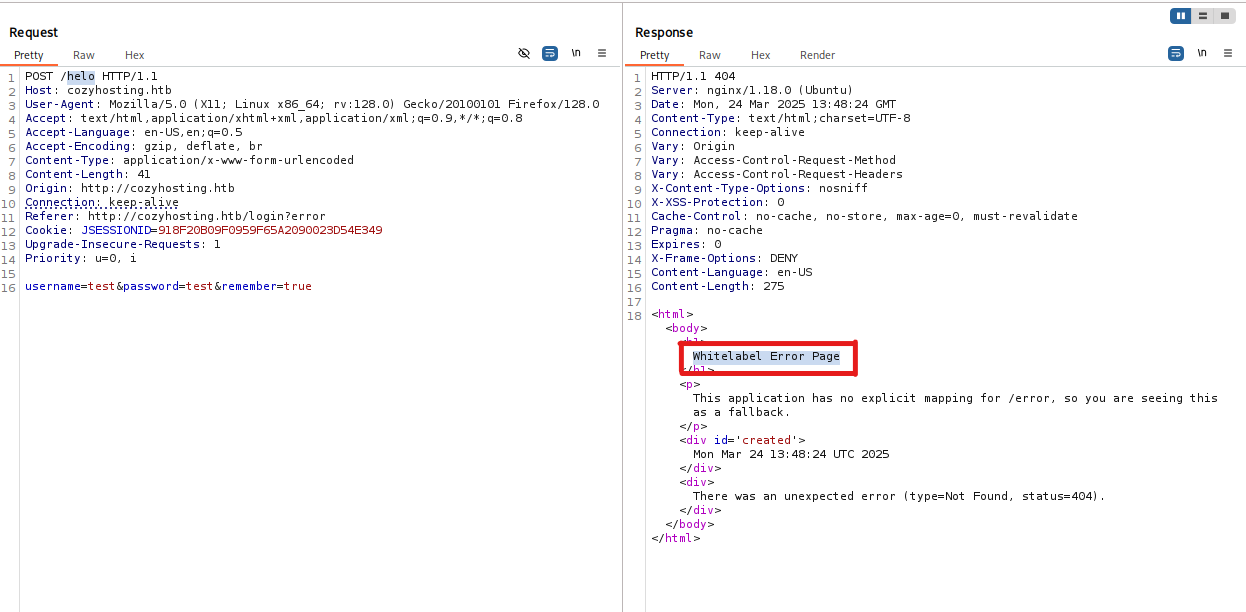 Request
Pretty Raw Hex
\n
1 POST /helo HTTP/1.1
2 Host: cozyhosting.htb
3 User-Agent: Mozilla/5.0 (X11; Linux x86_64; rv:128.0) Gecko/20100101 Firefox/128.0
4 Accept: text/html,application/xhtml+xml,application/xml;q=0.9,*/*;q=0.8
5 Accept-Language: en-US,en;q=0.5
6 Accept-Encoding: gzip, deflate, br
7 Content-Type: application/x-www-form-urlencoded
8 Content-Length: 41
9 Origin: http://cozyhosting.htb
10 Connection: keep-alive
11 Referer: http://cozyhosting.htb/login?error
12 Cookie: JSESSIONID=918F20B09F0959F65A2090023D54E349
13 Upgrade-Insecure-Requests: 1
14 Priority: u=0, i
15
16 username=test&password=test&remember=true
Response
Pretty Raw Hex Render
\n
1 HTTP/1.1 404
2 Server: nginx/1.18.0 (Ubuntu)
3 Date: Mon, 24 Mar 2025 13:48:24 GMT
4 Content-Type: text/html;charset=UTF-8
5 Connection: keep-alive
6 Vary: Origin
7 Vary: Access-Control-Request-Method
8 Vary: Access-Control-Request-Headers
9 X-Content-Type-Options: nosniff
10 X-XSS-Protection: 0
11 Cache-Control: no-cache, no-store, max-age=0, must-revalidate
12 Pragma: no-cache
13 Expires: 0
14 X-Frame-Options: DENY
15 Content-Language: en-US
16 Content-Length: 275
17
18 <html>
<body>
<h1>
Whitelabel Error Page
</h1>
<p>
This application has no explicit mapping for /error, so you are seeing this
as a fallback.
</p>
<div id='created'>
Mon Mar 24 13:48:24 UTC 2025
</div>
<div>
There was an unexpected error (type=Not Found, status=404).
</div>
</body>
</html>